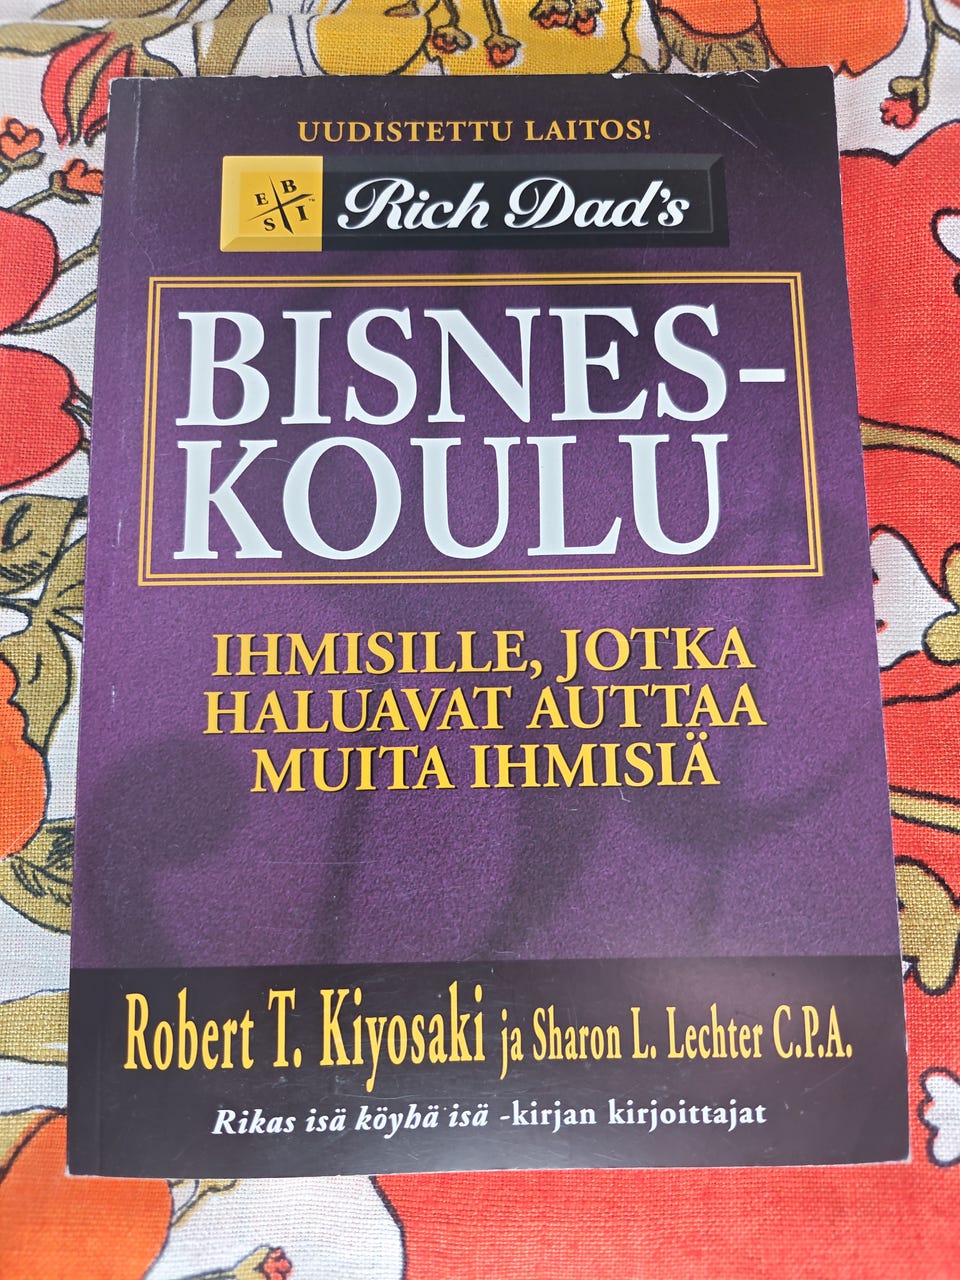 UUDISTETTU LAITOS!
E B S I ™
Rich Dad's
BISNES-
KOULU
IHMISILLE, JOTKA
HALUAVAT AUTTAA
MUITA IHMISIÄ
Robert T. Kiyosaki ja Sharon L. Lechter C.P.A.
Rikas isä köyhä isä -kirjan kirjoittajat